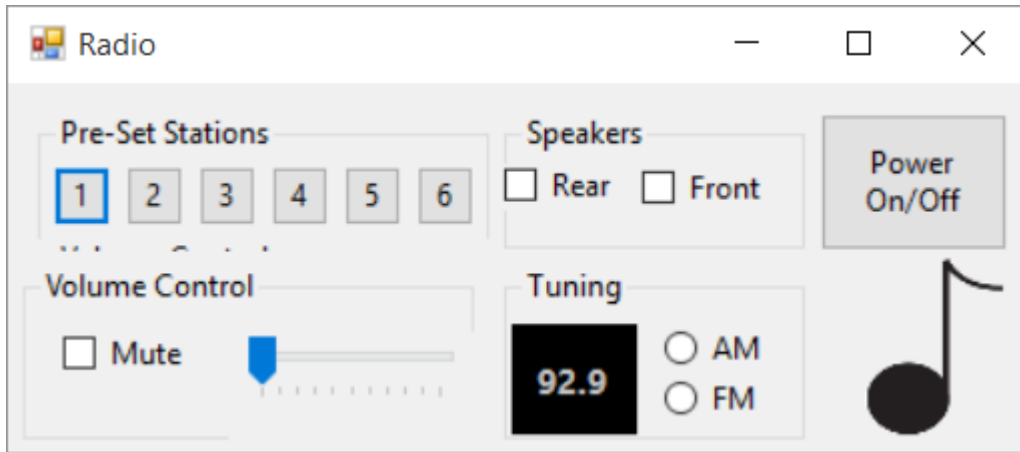 Radio
Pre-Set Stations
1 2 3 4 5 6
Speakers
Rear Front
Power
On/Off
Volume Control
Mute
Tuning
92.9
AM
FM